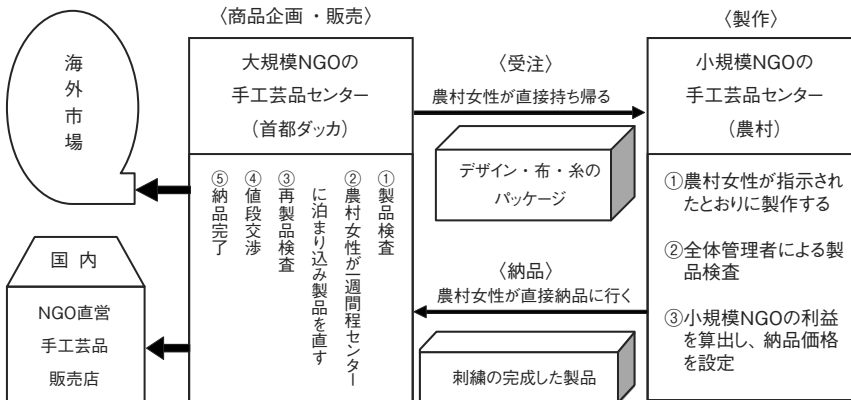 〈商品企画・販売〉
〈製作〉
海外市場
大規模NGOの
手工芸品センター
(首都ダッカ)
〈受注〉
農村女性が直接持ち帰る
小規模NGOの
手工芸品センター
(農村)
デザイン・布・糸の
パッケージ
①製品検査
②農村女性が一週間程センター
に泊まり込み製品を直す
③再製品検査
④値段交渉
⑤納品完了
①農村女性が指示され
たとおりに製作する
②全体管理者による製
品検査
③小規模NGOの利益
を算出し、納品価格
を設定
〈納品〉
農村女性が直接納品に行く
国内
NGO直営
手工芸品
販売店
刺繍の完成した製品